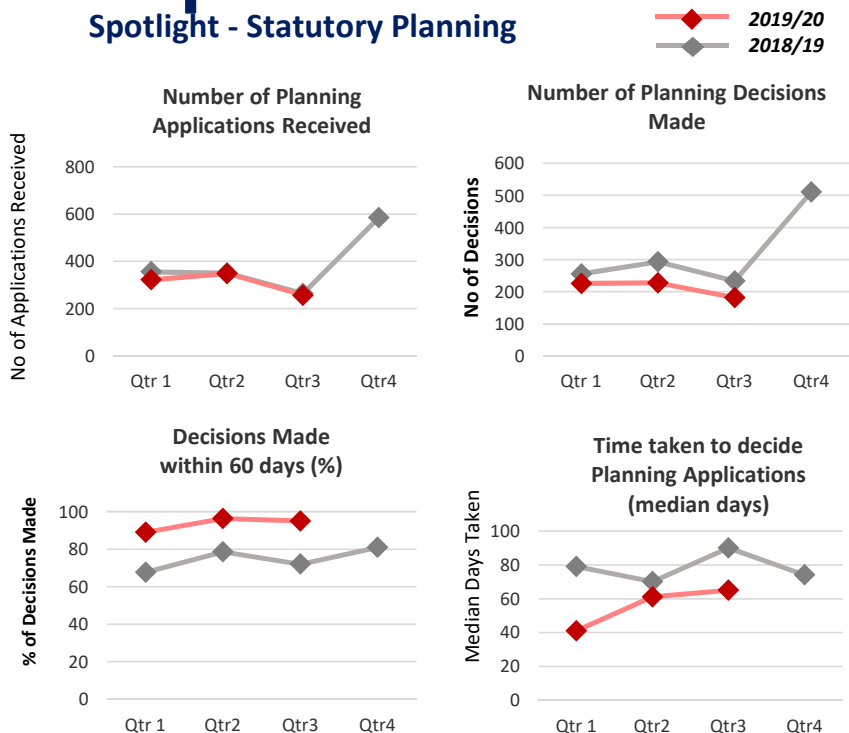 Spotlight - Statutory Planning
2019/20
2018/19
Number of Planning
Applications Received
No of Applications Received
800
600
400
200
0
Qtr 1 Qtr2 Qtr3 Qtr4
Number of Planning Decisions
Made
No of Decisions
600
500
400
300
200
100
0
Qtr 1 Qtr2 Qtr3 Qtr4
Decisions Made
within 60 days (%)
% of Decisions Made
100
80
60
40
20
0
Qtr 1 Qtr2 Qtr3 Qtr4
Time taken to decide
Planning Applications
(median days)
Median Days Taken
100
80
60
40
20
0
Qtr 1 Qtr2 Qtr3 Qtr4